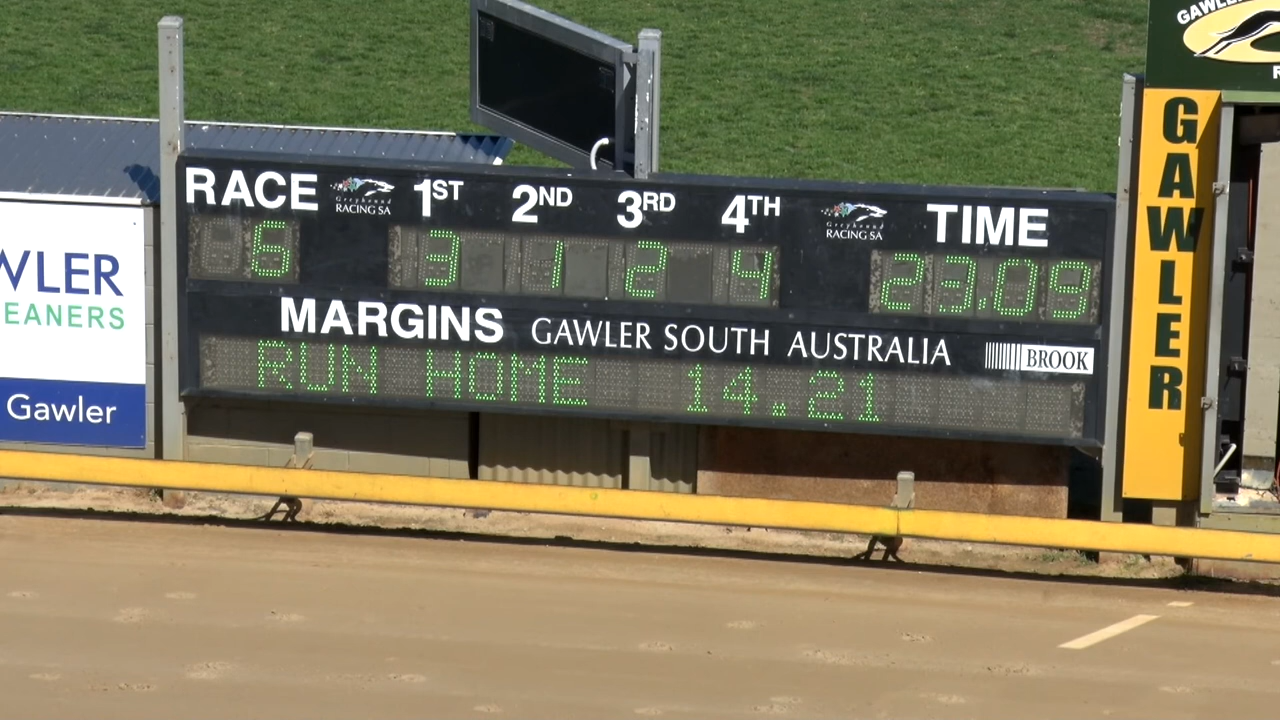 GAWLER
RACE
Greyhound
RACING SA
1ST 2ND 3RD 4TH
Greyhound
RACING SA
TIME
6 3 1 2 4 23.09
MARGINS GAWLER SOUTH AUSTRALIA BROOK
RUN HOME 14.21
WLER
EANERS
Gawler
GAWLER